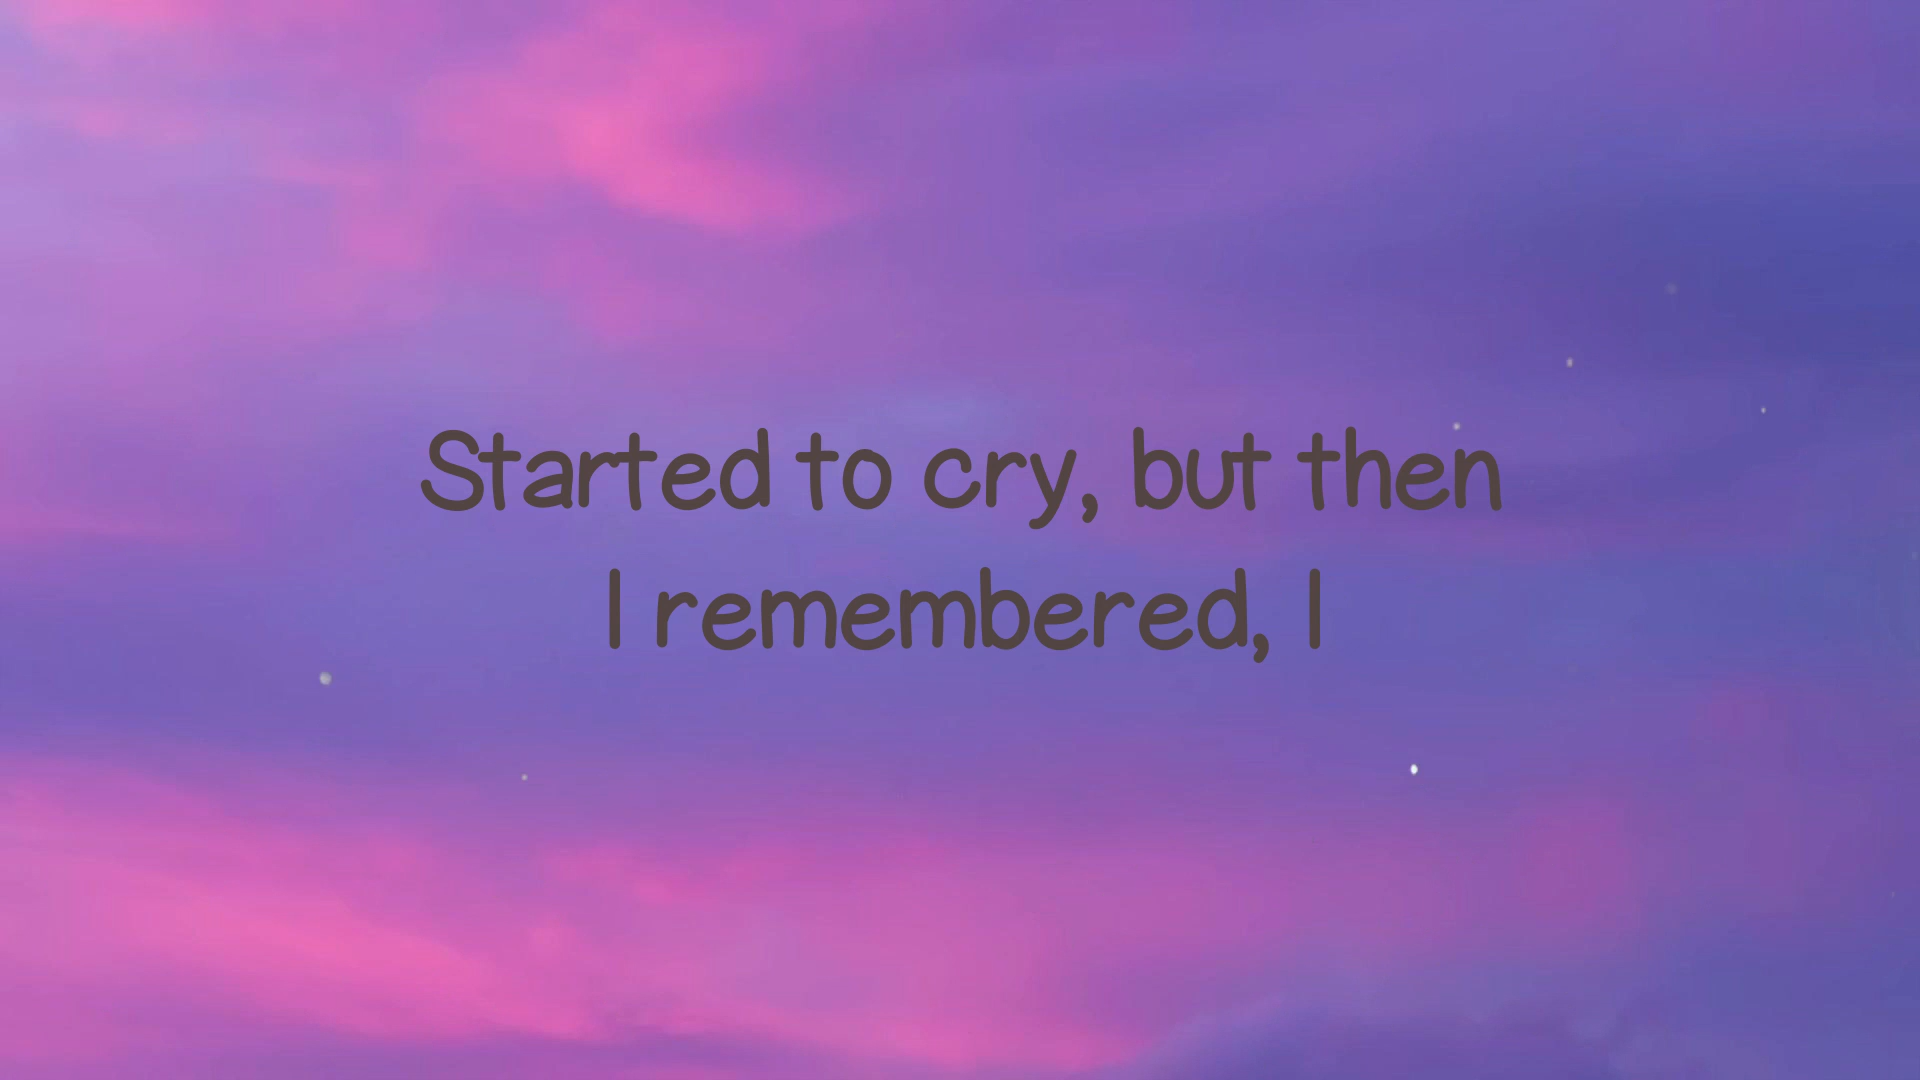 Started to cry, but then
I remembered, I